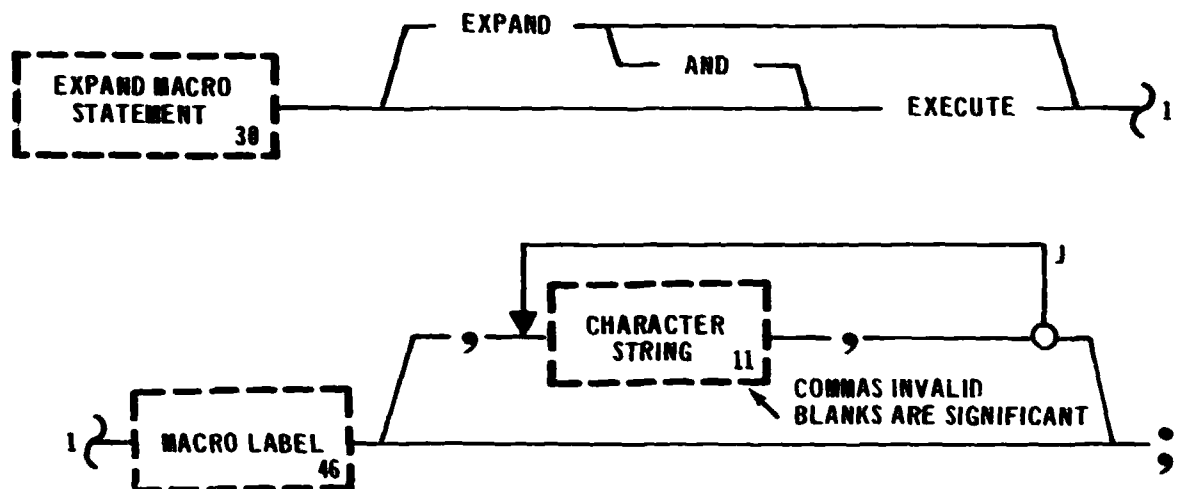 EXPAND
AND
EXPAND MACRO
STATEMENT
30
EXECUTE
1
J
,
CHARACTER
STRING
11
,
COMMAS INVALID
BLANKS ARE SIGNIFICANT
1
MACRO LABEL
46
;